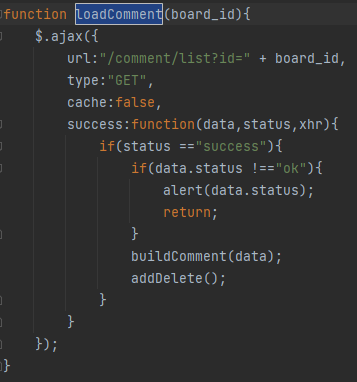 function loadComment(board_id){
$.ajax({
url:"/comment/list?id=" + board_id,
type:"GET",
cache:false,
success:function(data,status,xhr){
if(status =="success"){
if(data.status !=="ok"){
alert(data.status);
return;
}
buildComment(data);
addDelete();
}
}
});
}